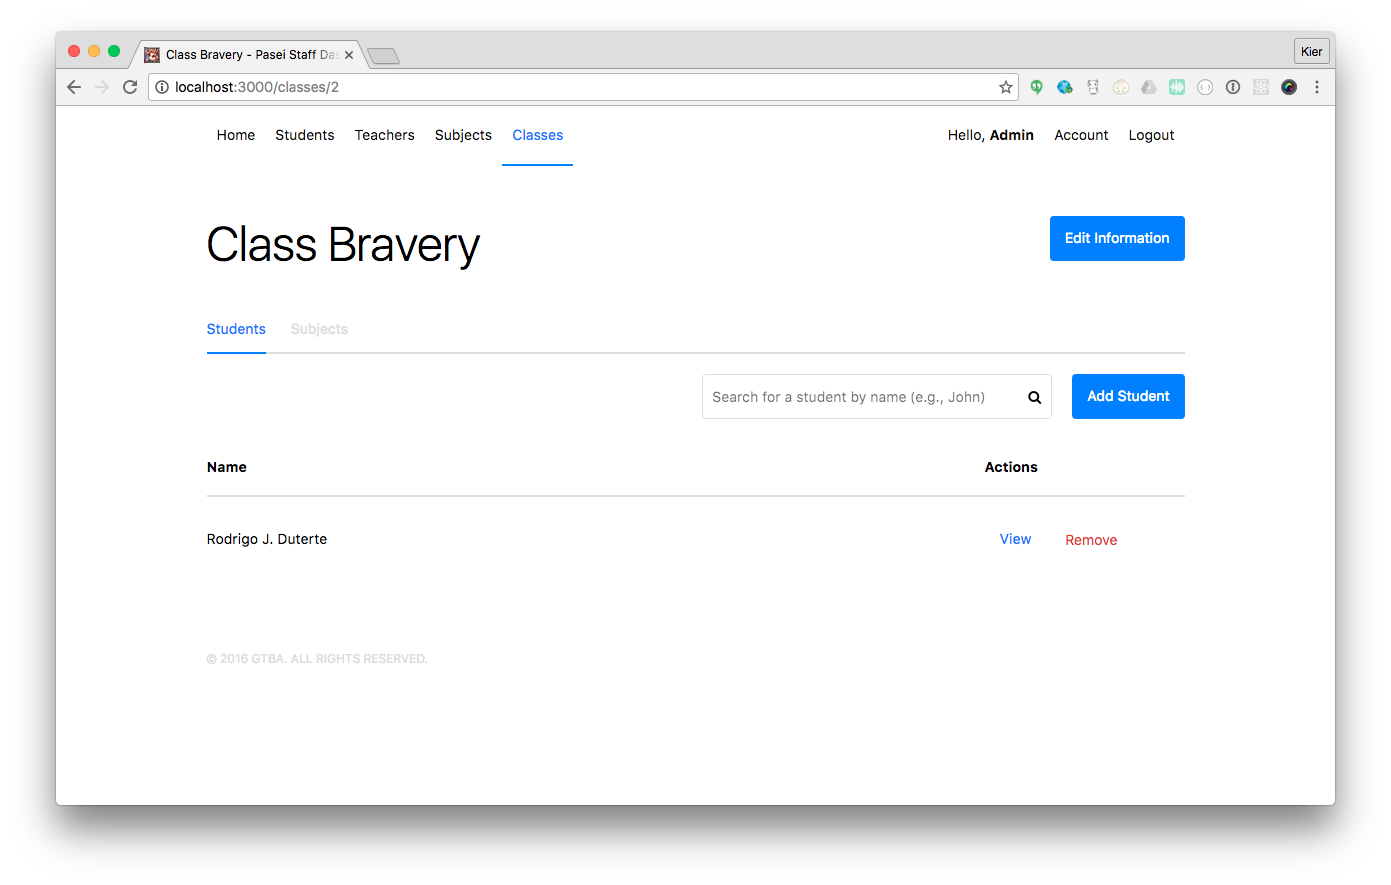 Class Bravery - Pasei Staff Da
Kier
localhost:3000/classes/2
Home Students Teachers Subjects Classes Hello, Admin Account Logout
Class Bravery
Edit Information
Students Subjects
Search for a student by name (e.g., John)
Add Student
Name Actions
Rodrigo J. Duterte View Remove
© 2016 GTBA. ALL RIGHTS RESERVED.